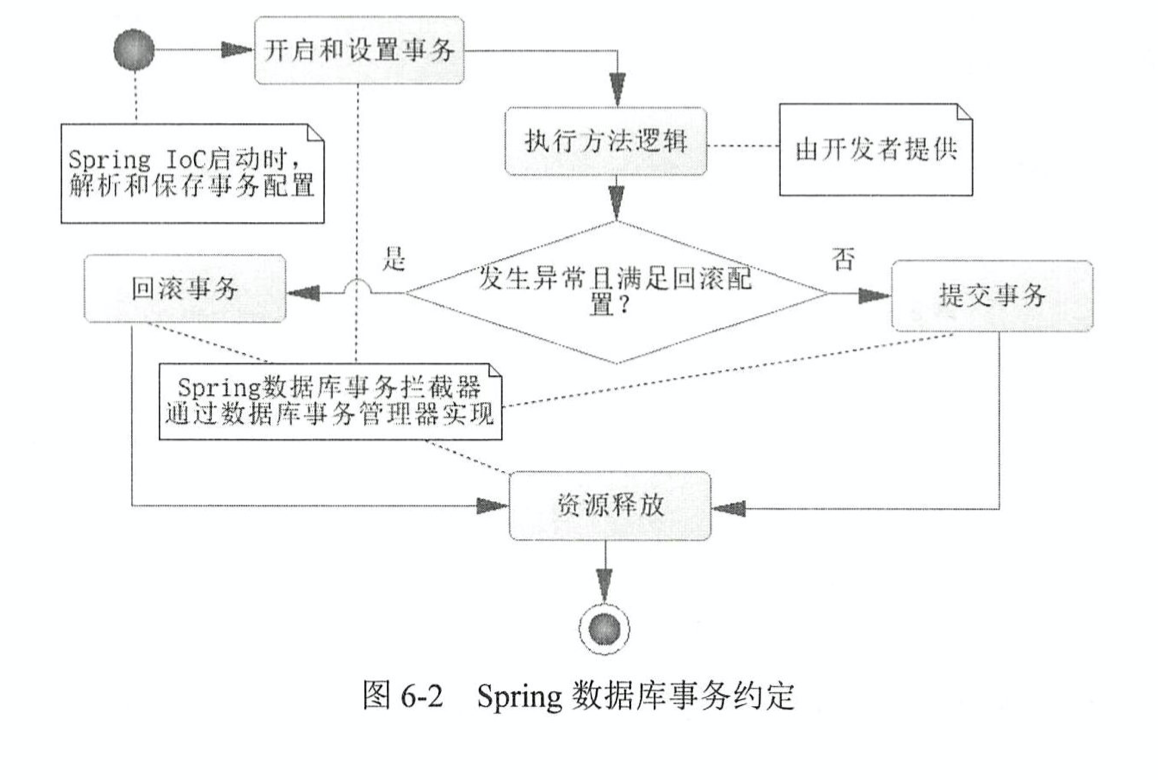 开启和设置事务
执行方法逻辑
由开发者提供
Spring IoC启动时，
解析和保存事务配置
是
否
发生异常且满足回滚配
置？
回滚事务
提交事务
Spring数据库事务拦截器
通过数据库事务管理器实现
资源释放
图 6-2 Spring 数据库事务约定